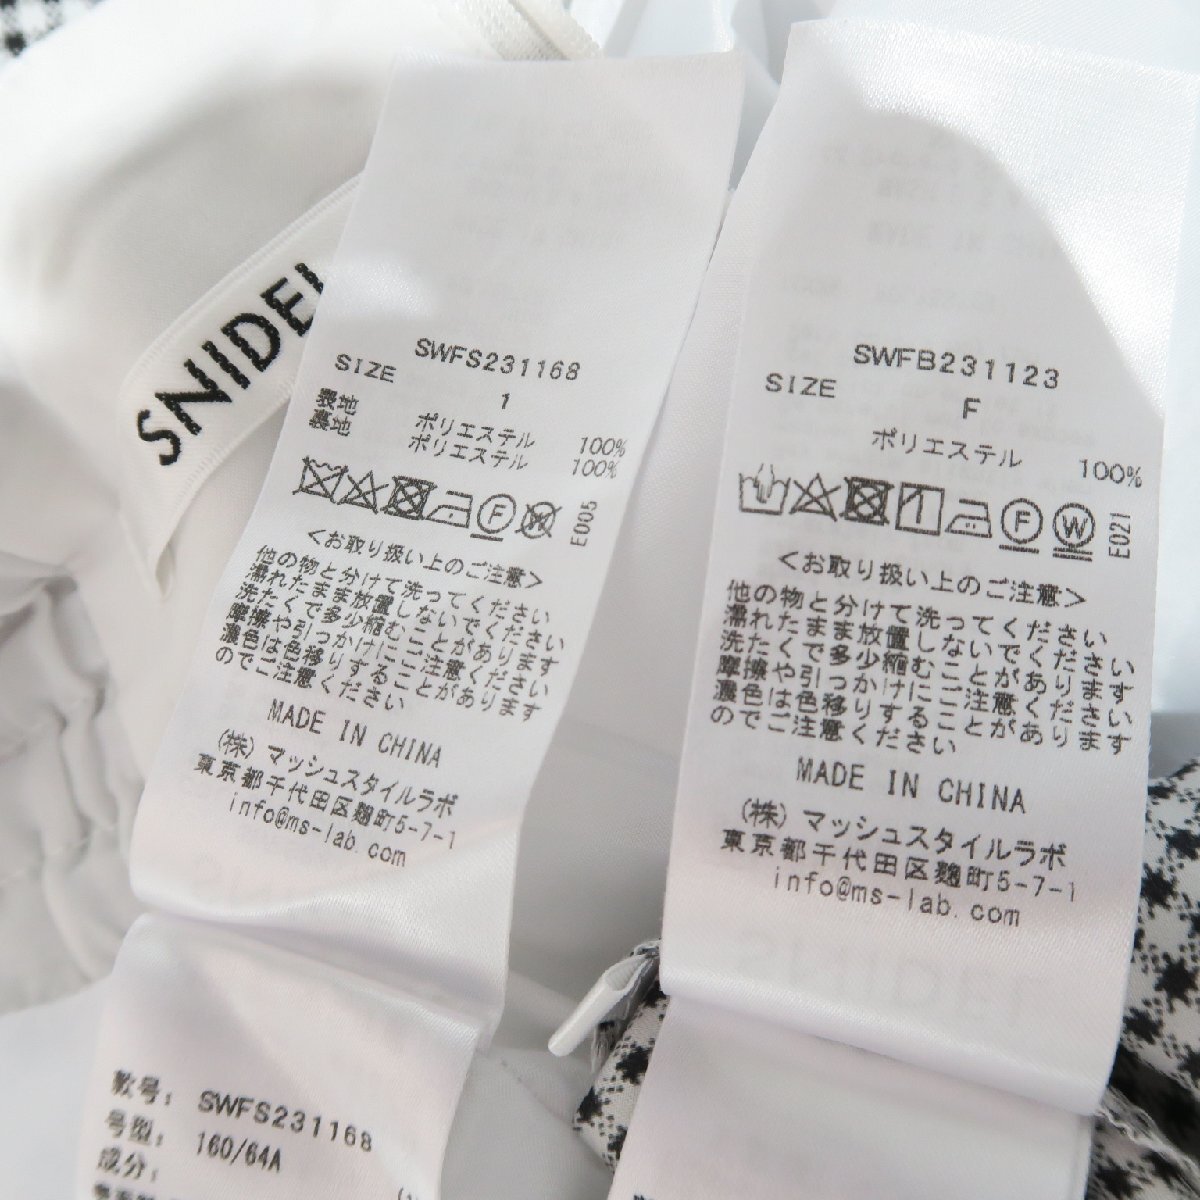 SNIDEL
SWFS231168
SIZE 1
表地 ポリエステル 100%
裏地 ポリエステル 100%
F
E005
<お取り扱い上のご注意>
他の物と分けて洗ってください
濡れたまま放置しないでください
洗たくで多少縮むことがあります
摩擦や引っかけにご注意ください
濃色は色移りすることがあります
のでご注意ください
MADE IN CHINA
(株) マッシュスタイルラボ
東京都千代田区麹町5-7-1
info@ms-lab.com
款号: SWFS231168
号型: 160/64A
成分:
SWFB231123
SIZE F
ポリエステル 100%
F W
E021
<お取り扱い上のご注意>
他の物と分けて洗ってください
濡れたまま放置しないでください
洗たくで多少縮むことがあります
摩擦や引っかけにご注意ください
濃色は色移りすることがあります
のでご注意ください
MADE IN CHINA
(株) マッシュスタイルラボ
東京都千代田区麹町5-7-1
info@ms-lab.com